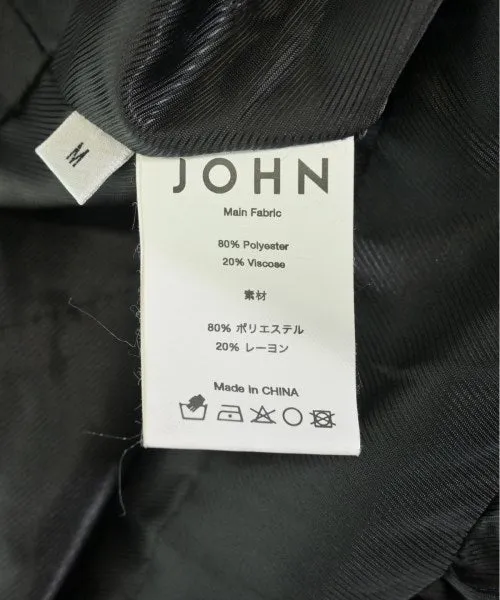 M
JOHN
Main Fabric
80% Polyester
20% Viscose
素材
80% ポリエステル
20% レーヨン
Made in CHINA